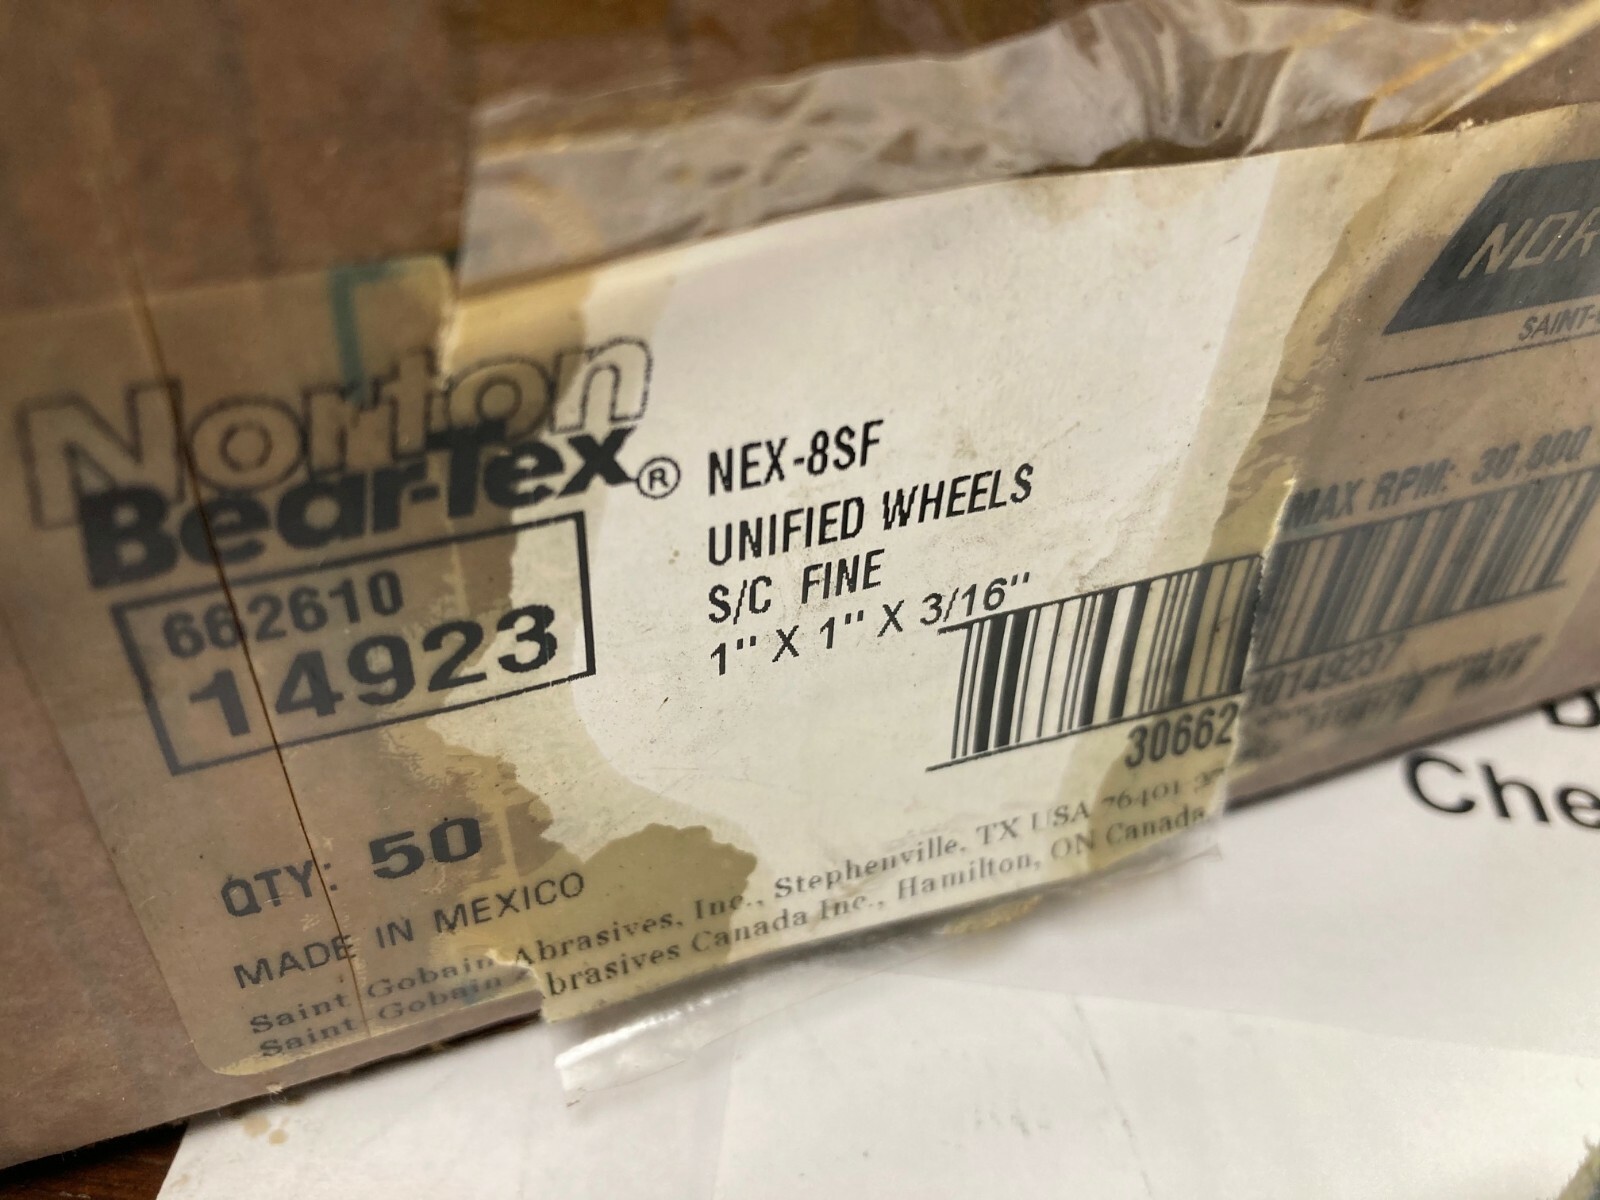 Norton
Bear-Tex®
662610
14923
QTY: 50
MADE IN MEXICO
NEX-8SF
UNIFIED WHEELS
S/C FINE
1" X 1" X 3/16"
30662
10149237
Saint-Gobain Abrasives, Inc., Stephenville, TX USA 76401
Saint-Gobain Abrasives Canada Inc., Hamilton, ON Canada
NOR
SAINT-
MAX RPM:
Che